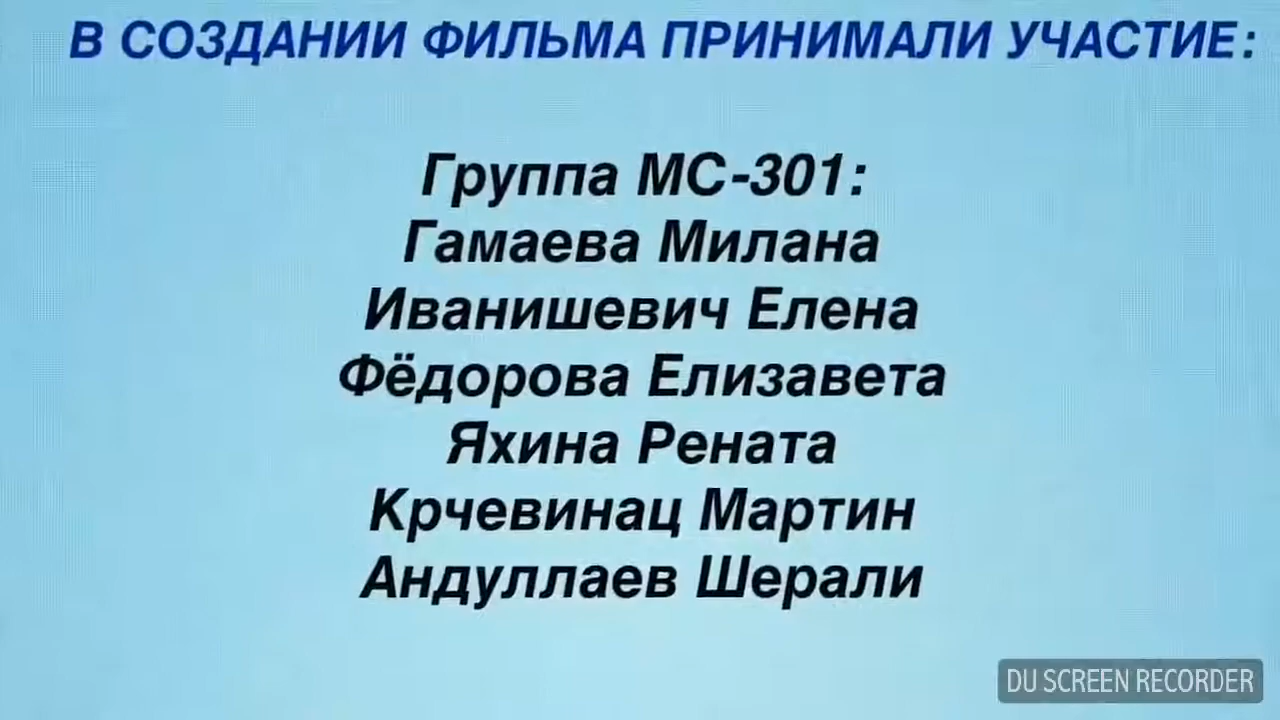 В СОЗДАНИИ ФИЛЬМА ПРИНИМАЛИ УЧАСТИЕ:
Группа МС-301:
Гамаева Милана
Иванишевич Елена
Фёдорова Елизавета
Яхина Рената
Крчевинац Мартин
Андуллаев Шерали
DU SCREEN RECORDER